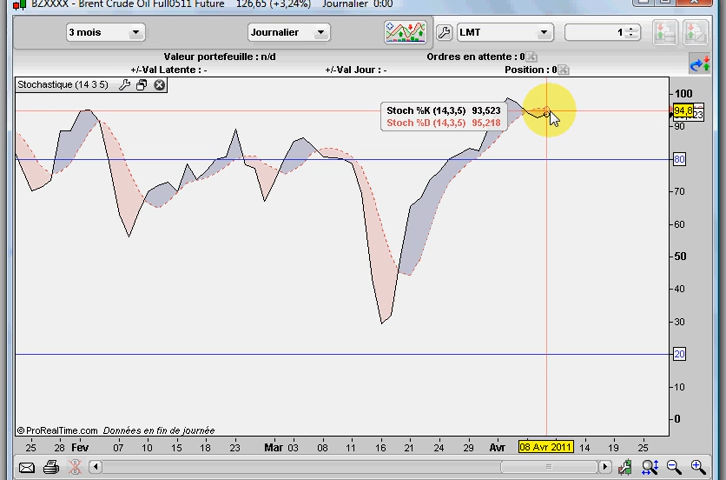 BZXXXX - Brent Crude Oil Full0511 Future 126,65 (+3,24%) Journalier 0:00
3 mois
Journalier
LMT
1
Valeur portefeuille : n/d
Ordres en attente : 0
+/-Val Latente : -
+/-Val Jour : -
Position : 0
Stochastique (14 3 5)
Stoch %K (14,3,5) 93,523
Stoch %D (14,3,5) 95,218
100
94,8
90
80
70
60
50
40
30
20
10
0
© ProRealTime.com Données en fin de journée
25 28 Fev 07 10 15 18 23 Mar 03 08 11 16 21 24 29 Avr 08 Avr 2011 14 19 25